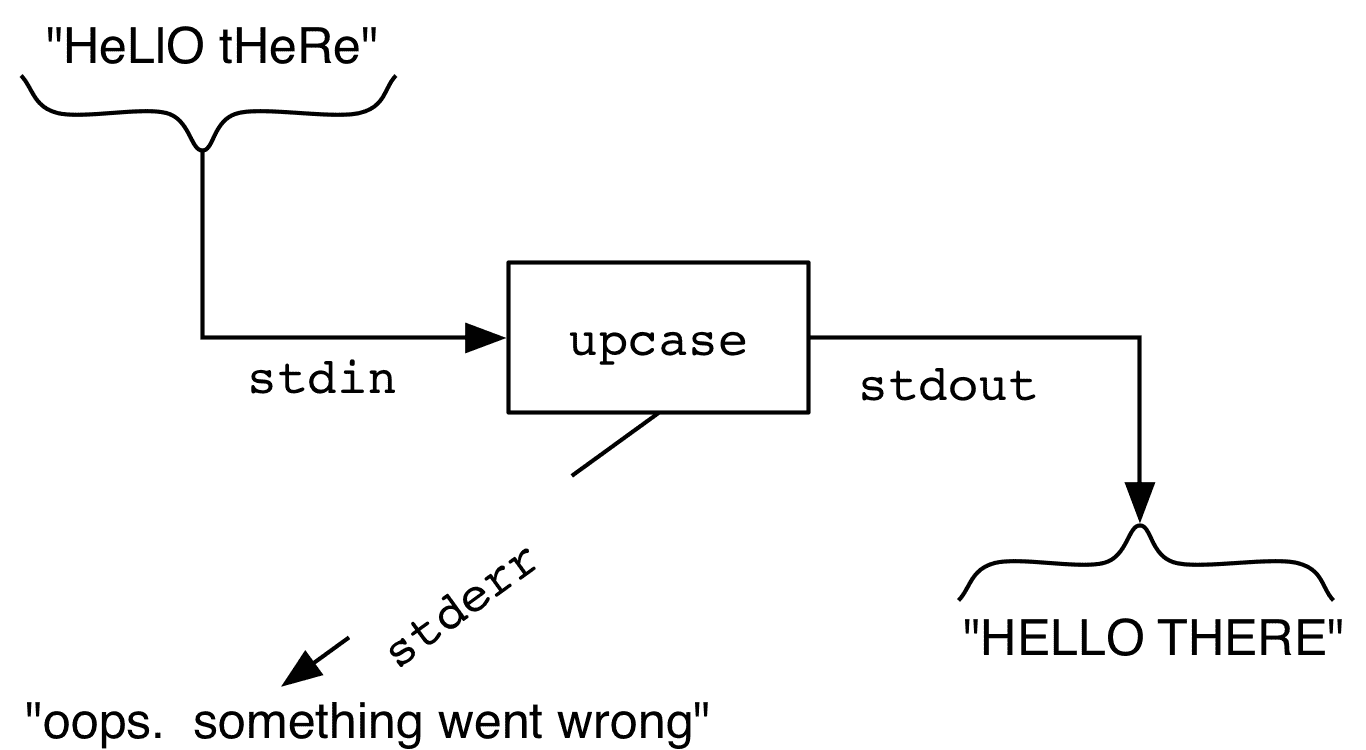 "HeLlO tHeRe"
upcase
stdin
stdout
stderr
"HELLO THERE"
"oops.  something went wrong"